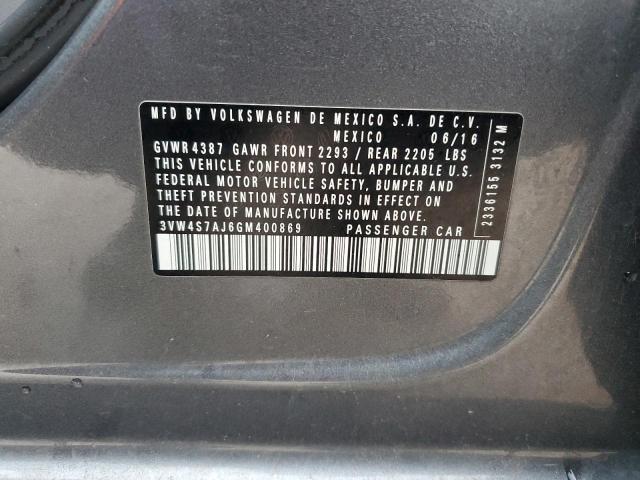 MFD BY VOLKSWAGEN DE MEXICO S.A. DE C.V.
MEXICO 06/16
GVWR 4387 GAWR FRONT 2293 / REAR 2205 LBS
THIS VEHICLE CONFORMS TO ALL APPLICABLE U.S.
FEDERAL MOTOR VEHICLE SAFETY, BUMPER AND
THEFT PREVENTION STANDARDS IN EFFECT ON
THE DATE OF MANUFACTURE SHOWN ABOVE.
3VW4S7AJ6GM400869 PASSENGER CAR
2336155 3132 M